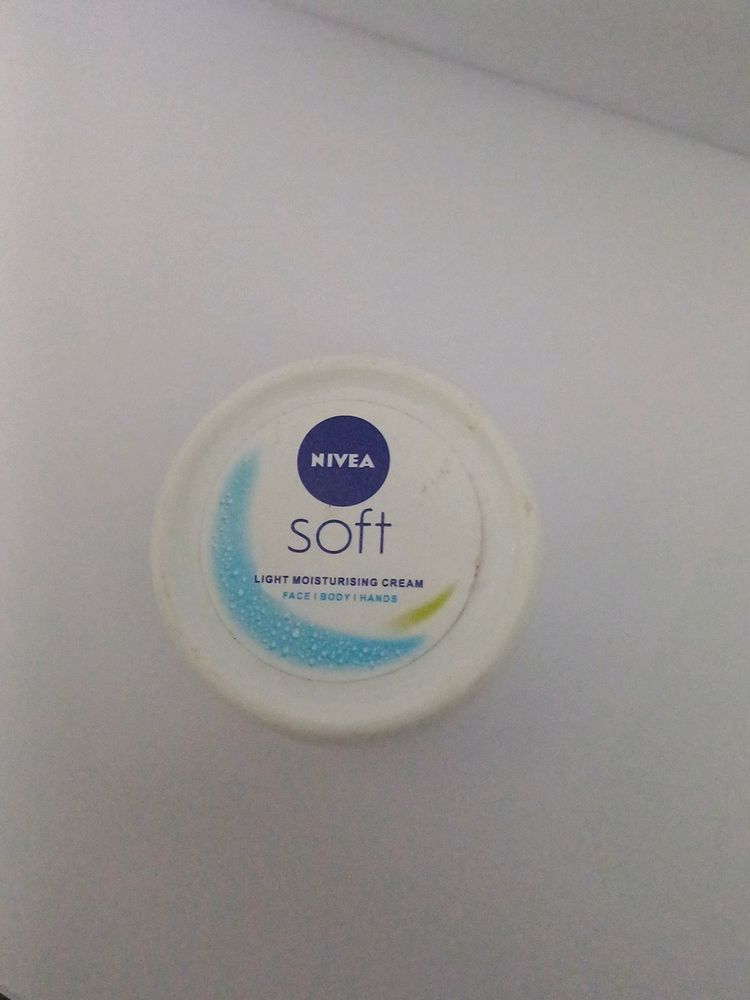 NIVEA
soft
LIGHT MOISTURISING CREAM
FACE | BODY | HANDS